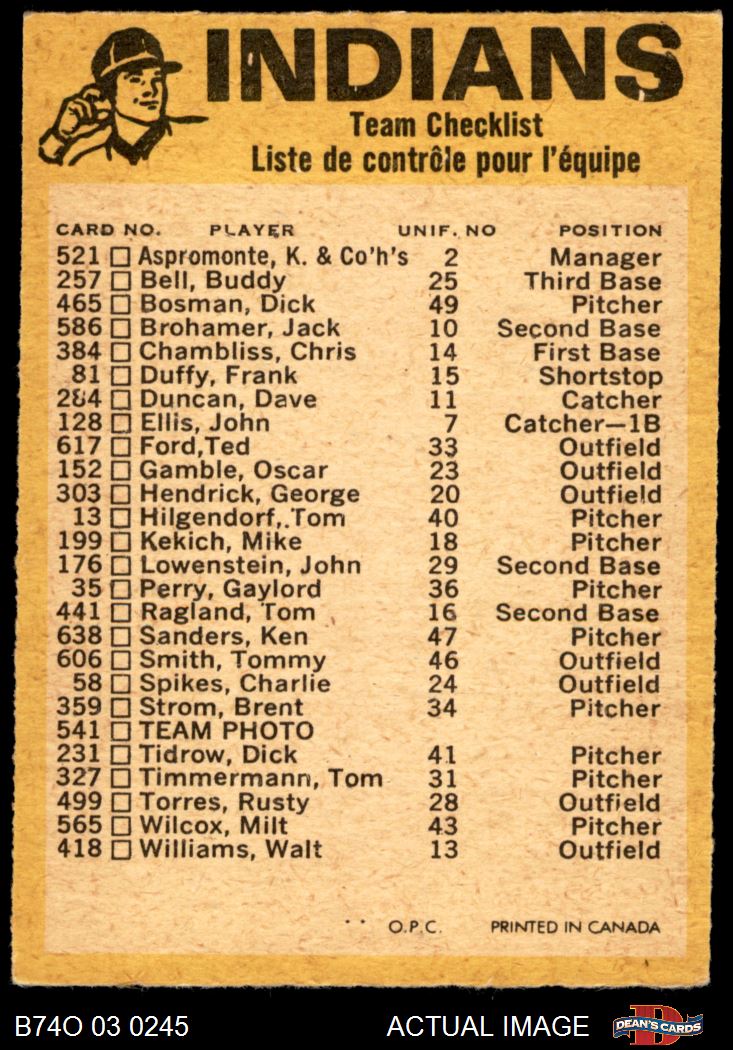 INDIANS
Team Checklist
Liste de contrôle pour l'équipe
CARD NO. PLAYER UNIF. NO POSITION
521 Aspromonte, K. & Co'h's 2 Manager
257 Bell, Buddy 25 Third Base
465 Bosman, Dick 49 Pitcher
586 Brohamer, Jack 10 Second Base
384 Chambliss, Chris 14 First Base
81 Duffy, Frank 15 Shortstop
284 Duncan, Dave 11 Catcher
128 Ellis, John 7 Catcher—1B
617 Ford,Ted 33 Outfield
152 Gamble, Oscar 23 Outfield
303 Hendrick, George 20 Outfield
13 Hilgendorf,.Tom 40 Pitcher
199 Kekich, Mike 18 Pitcher
176 Lowenstein, John 29 Second Base
35 Perry, Gaylord 36 Pitcher
441 Ragland, Tom 16 Second Base
638 Sanders, Ken 47 Pitcher
606 Smith, Tommy 46 Outfield
58 Spikes, Charlie 24 Outfield
359 Strom, Brent 34 Pitcher
541 TEAM PHOTO
231 Tidrow, Dick 41 Pitcher
327 Timmermann, Tom 31 Pitcher
499 Torres, Rusty 28 Outfield
565 Wilcox, Milt 43 Pitcher
418 Williams, Walt 13 Outfield
* * O.P.C. PRINTED IN CANADA
B74O 03 0245 ACTUAL IMAGE D DEAN'S CARDS